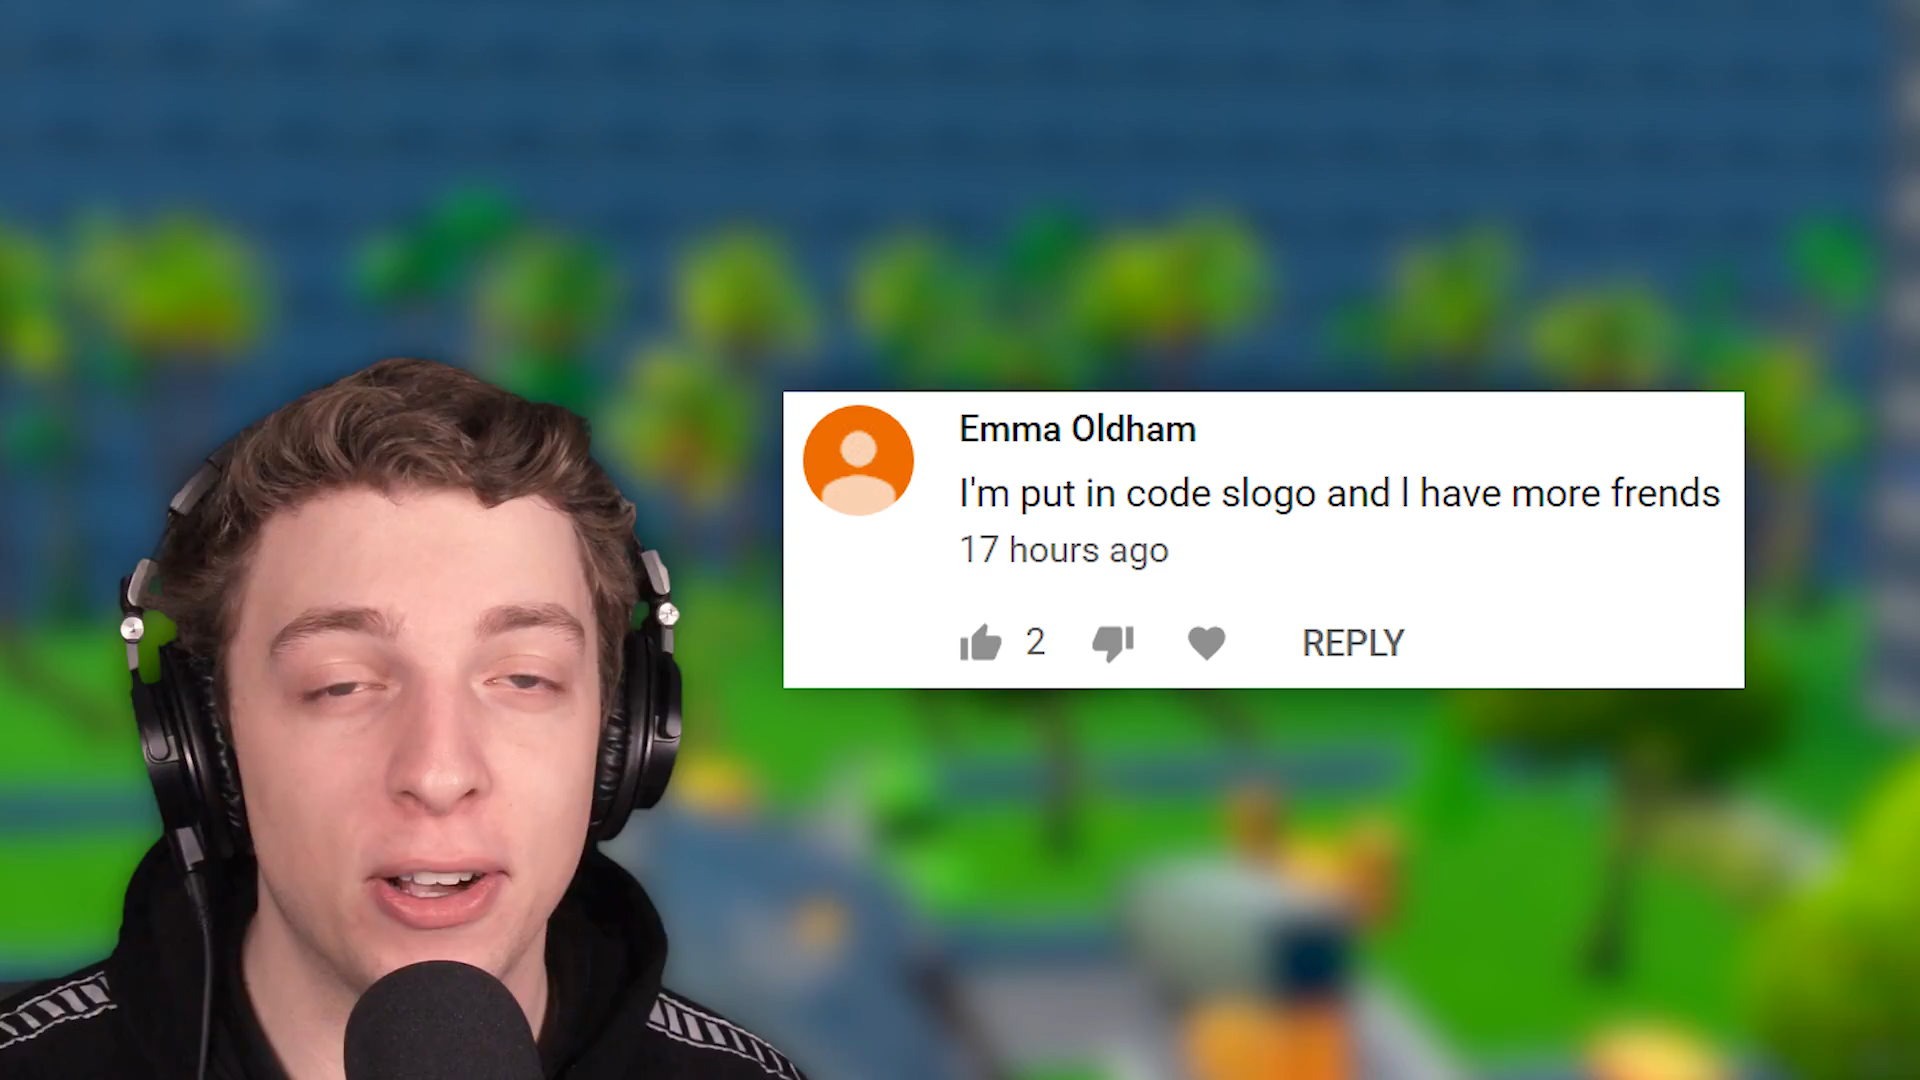 Emma Oldham
I'm put in code slogo and I have more frends
17 hours ago
2 REPLY